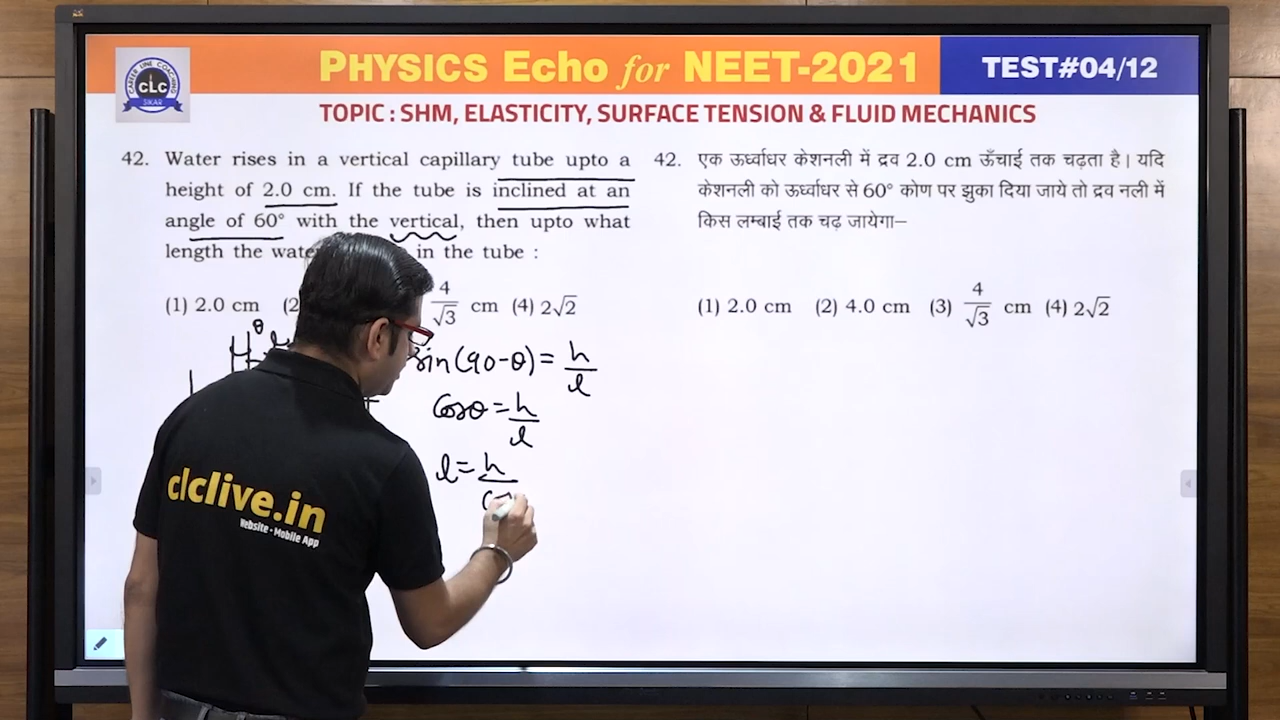 PHYSICS Echo for NEET-2021
TEST#04/12
CAREER LINE COACHING
CLC
SIKAR
TOPIC : SHM, ELASTICITY, SURFACE TENSION & FLUID MECHANICS
42. Water rises in a vertical capillary tube upto a
height of 2.0 cm. If the tube is inclined at an
angle of 60° with the vertical, then upto what
length the in the tube :
(1) 2.0 cm 4/√3 cm (4) 2√2
42. एक ऊर्ध्वाधर केशनली में द्रव 2.0 cm ऊँचाई तक चढ़ता है। यदि
केशनली को ऊर्ध्वाधर से 60° कोण पर झुका दिया जाये तो द्रव नली में
किस लम्बाई तक चढ़ जायेगा–
(1) 2.0 cm (2) 4.0 cm (3) 4/√3 cm (4) 2√2
θ
sin(90-θ) = h/l
cosθ = h/l
l = h/
clclive.in
Website • Mobile App